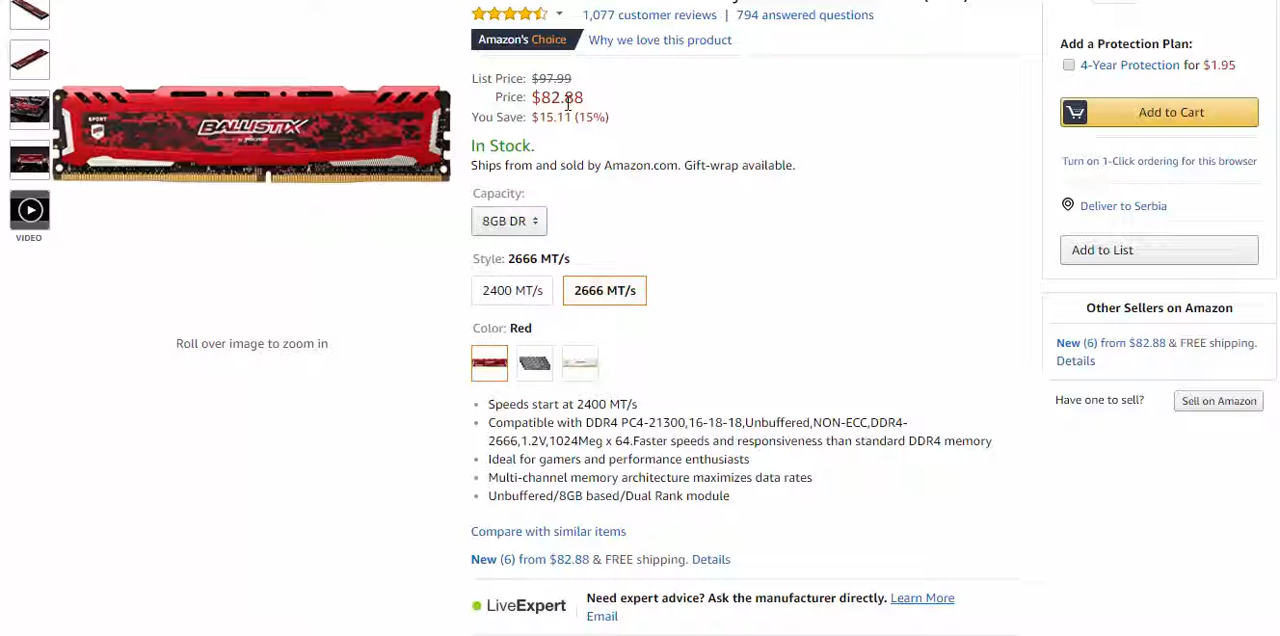 1,077 customer reviews | 794 answered questions
Amazon's Choice Why we love this product
List Price: $97.99
Price: $82.88
You Save: $15.11 (15%)
In Stock.
Ships from and sold by Amazon.com. Gift-wrap available.
Capacity:
8GB DR
Style: 2666 MT/s
2400 MT/s 2666 MT/s
Color: Red
Speeds start at 2400 MT/s
Compatible with DDR4 PC4-21300,16-18-18,Unbuffered,NON-ECC,DDR4-
2666,1.2V,1024Meg x 64.Faster speeds and responsiveness than standard DDR4 memory
Ideal for gamers and performance enthusiasts
Multi-channel memory architecture maximizes data rates
Unbuffered/8GB based/Dual Rank module
Compare with similar items
New (6) from $82.88 & FREE shipping. Details
LiveExpert
Need expert advice? Ask the manufacturer directly. Learn More
Email
SPORT
BALLISTIX
VIDEO
Roll over image to zoom in
Add a Protection Plan:
4-Year Protection for $1.95
Add to Cart
Turn on 1-Click ordering for this browser
Deliver to Serbia
Add to List
Other Sellers on Amazon
New (6) from $82.88 & FREE shipping.
Details
Have one to sell? Sell on Amazon